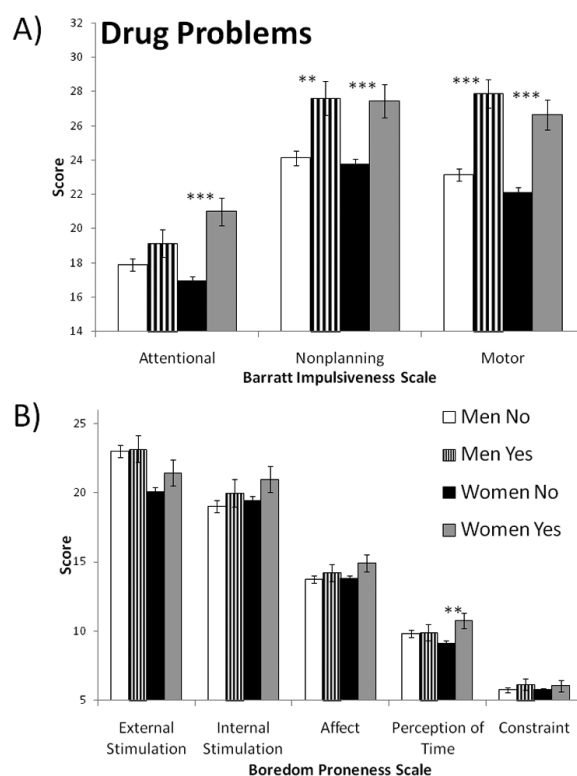 A)
Drug Problems
Score
32
28
26
24
22
20
18
16
14
***
**
***
***
***
Attentional
Nonplanning
Motor
Barratt Impulsiveness Scale
B)
Men No
Men Yes
Women No
Women Yes
Score
25
20
15
10
5
**
External
Stimulation
Internal
Stimulation
Affect
Perception of
Time
Constraint
Boredom Proneness Scale